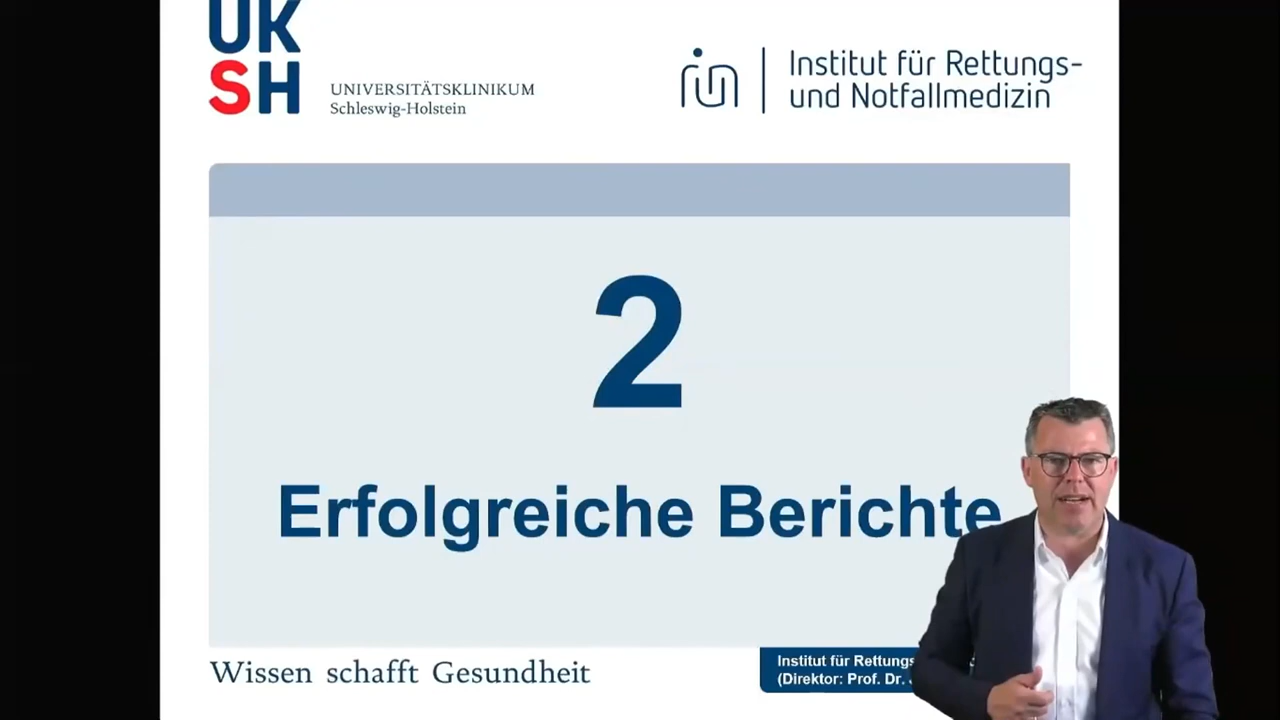 UK
SH
UNIVERSITÄTSKLINIKUM
Schleswig-Holstein
Institut für Rettungs-
und Notfallmedizin
2
Erfolgreiche Berichte
Wissen schafft Gesundheit
Institut für
(Direktor: Prof. Dr.